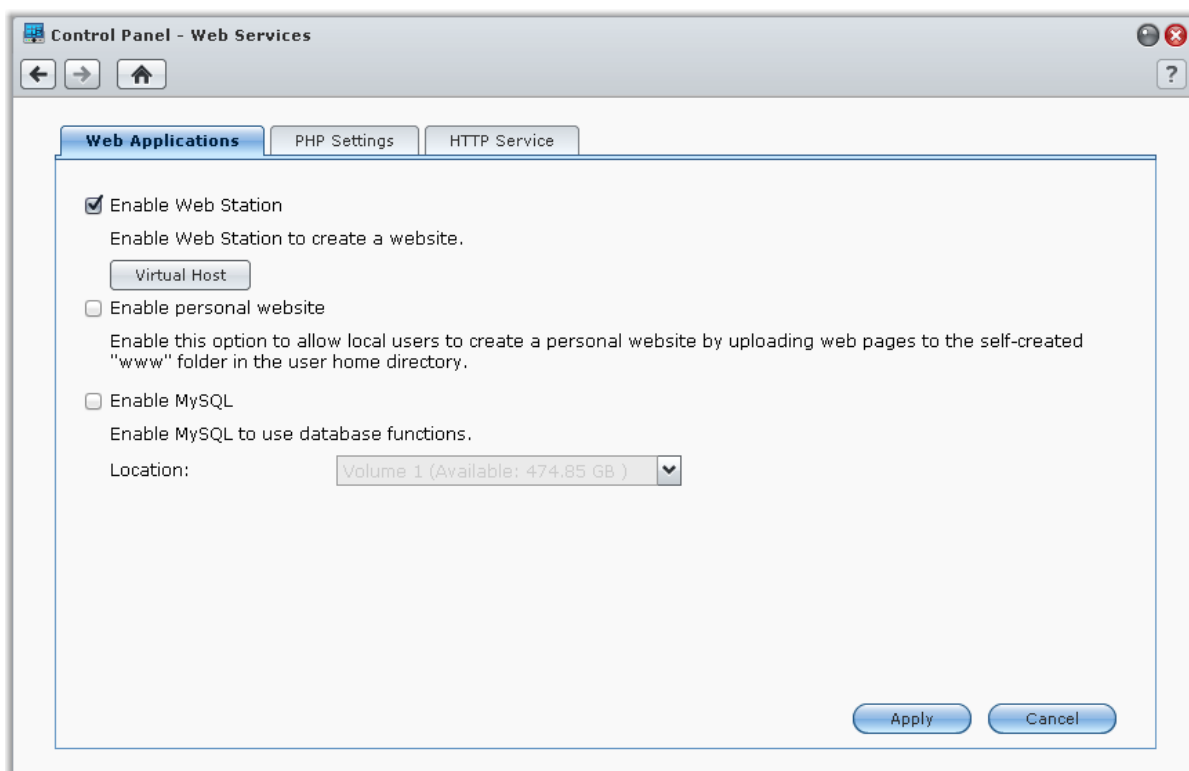 Control Panel - Web Services
?
Web Applications
PHP Settings
HTTP Service
Enable Web Station
Enable Web Station to create a website.
Virtual Host
Enable personal website
Enable this option to allow local users to create a personal website by uploading web pages to the self-created
"www" folder in the user home directory.
Enable MySQL
Enable MySQL to use database functions.
Location:
Volume 1 (Available: 474.85 GB )
Apply
Cancel